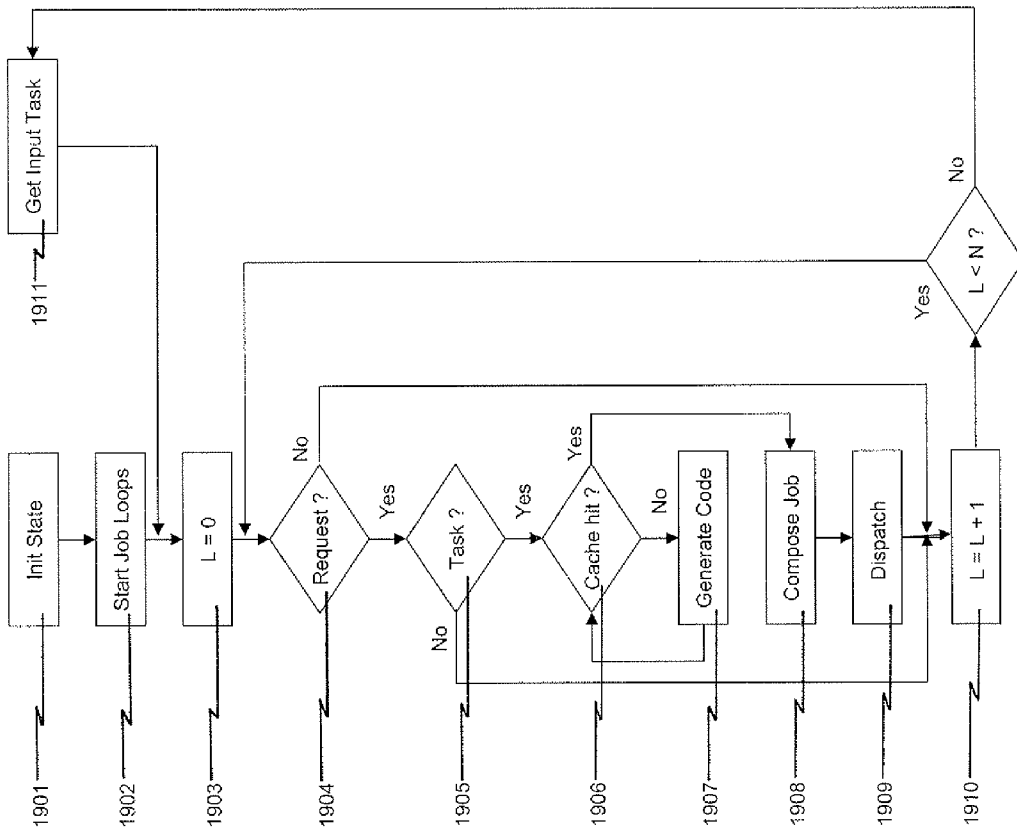 1901
Init State
1902
Start Job Loops
1903
L = 0
1904
Request ?
No
Yes
1905
Task ?
No
Yes
1906
Cache hit ?
Yes
No
1907
Generate Code
1908
Compose Job
1909
Dispatch
1910
L = L + 1
L < N ?
Yes
No
1911
Get Input Task